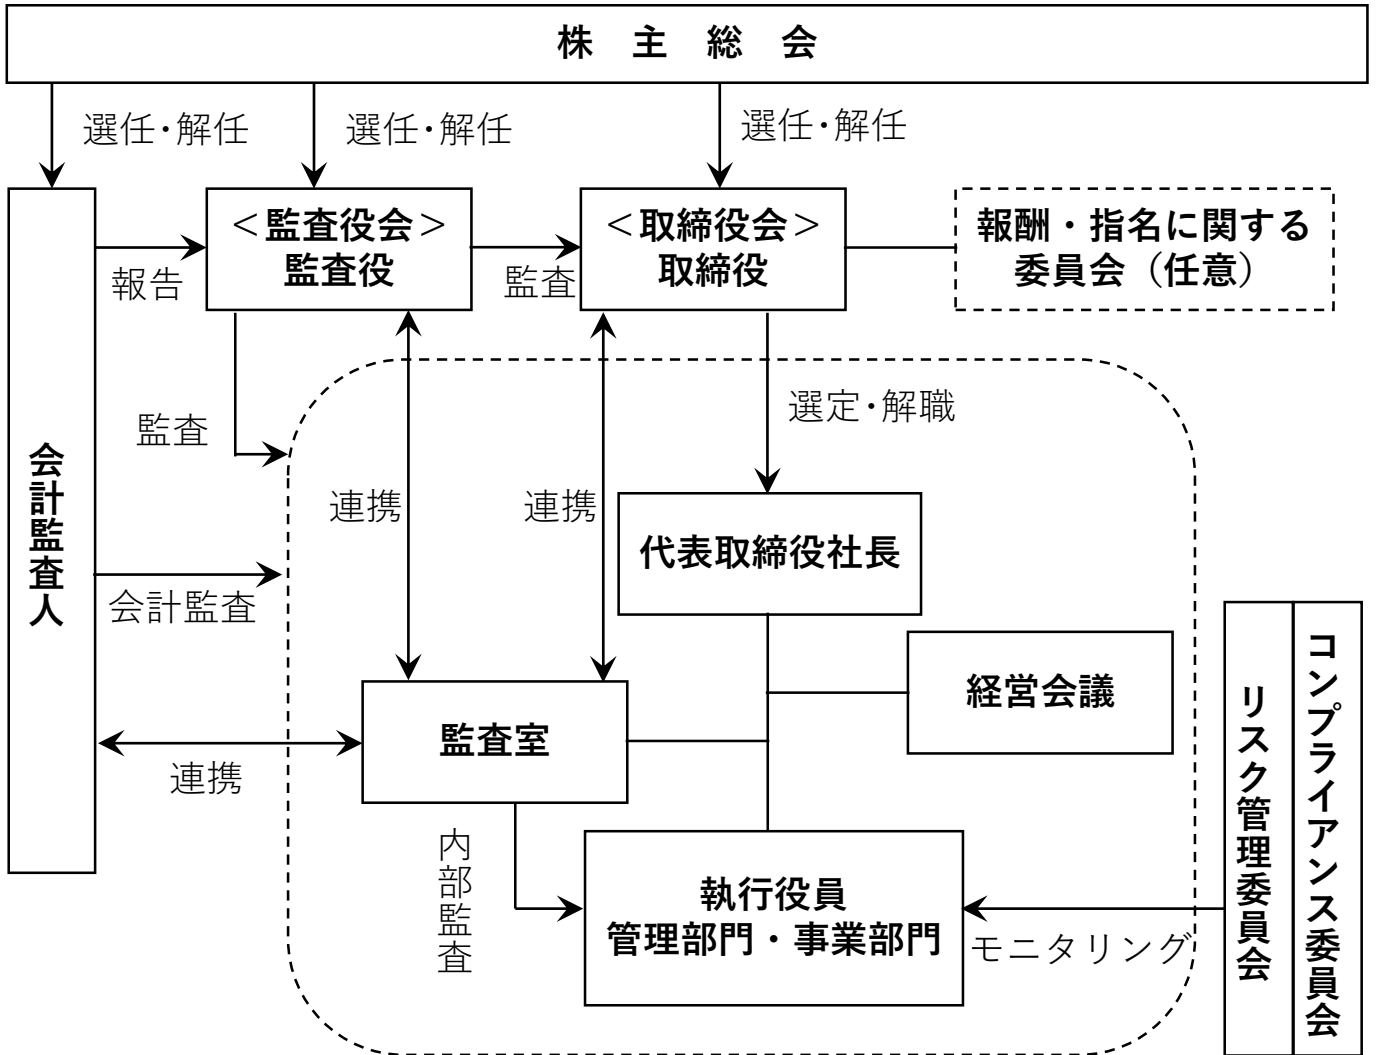 株　主　総　会
選任・解任
選任・解任
選任・解任
＜監査役会＞
監査役
＜取締役会＞
取締役
報酬・指名に関する
委員会（任意）
報告
監査
監査
選定・解職
会計監査人
連携
連携
代表取締役社長
会計監査
経営会議
監査室
連携
内部監査
執行役員
管理部門・事業部門
モニタリング
リスク管理委員会
コンプライアンス委員会